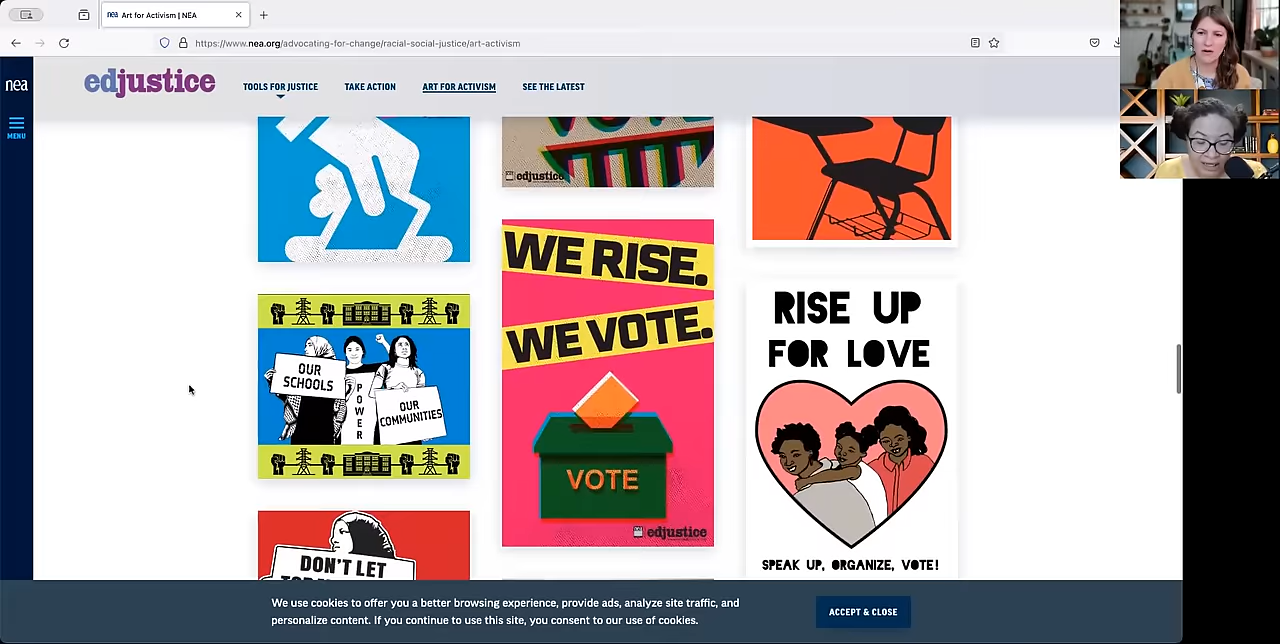 nea Art for Activism | NEA
https://www.nea.org/advocating-for-change/racial-social-justice/art-activism
nea
MENU
edjustice
TOOLS FOR JUSTICE
TAKE ACTION
ART FOR ACTIVISM
SEE THE LATEST
edjustice
WE RISE.
WE VOTE.
VOTE
edjustice
OUR
SCHOOLS
POWER
OUR
COMMUNITIES
RISE UP
FOR LOVE
SPEAK UP, ORGANIZE, VOTE!
DON'T LET
We use cookies to offer you a better browsing experience, provide ads, analyze site traffic, and
personalize content. If you continue to use this site, you consent to our use of cookies.
ACCEPT & CLOSE